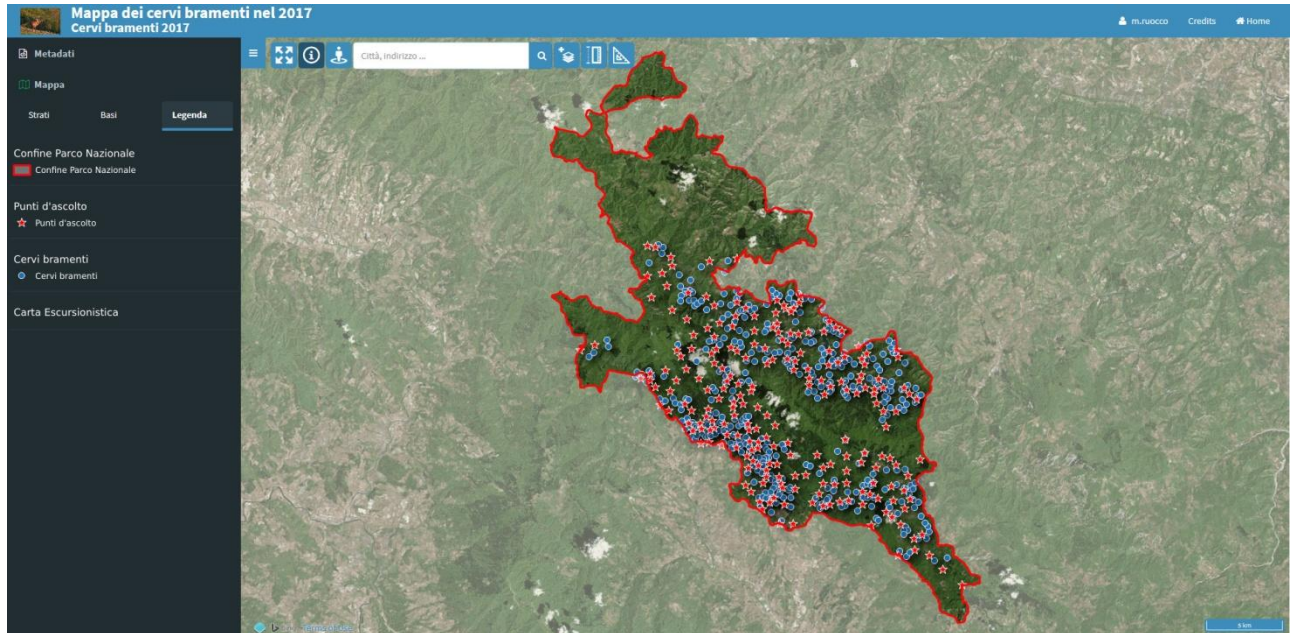 Mappa dei cervi bramenti nel 2017
Cervi bramenti 2017
m.ruocco
Credits
Home
Metadati
Mappa
Strati
Basi
Legenda
Città, indirizzo ...
Confine Parco Nazionale
Confine Parco Nazionale
Punti d'ascolto
Punti d'ascolto
Cervi bramenti
Cervi bramenti
Carta Escursionistica
5 km